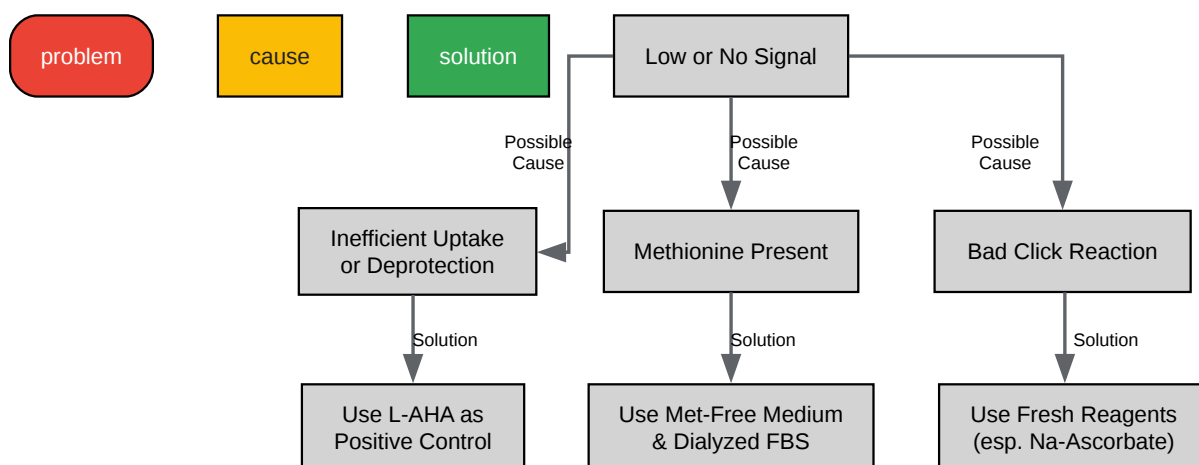 problem
cause
solution
Low or No Signal
Possible
Cause
Possible
Cause
Possible
Cause
Inefficient Uptake
or Deprotection
Methionine Present
Bad Click Reaction
Solution
Solution
Solution
Use L-AHA as
Positive Control
Use Met-Free Medium
& Dialyzed FBS
Use Fresh Reagents
(esp. Na-Ascorbate)